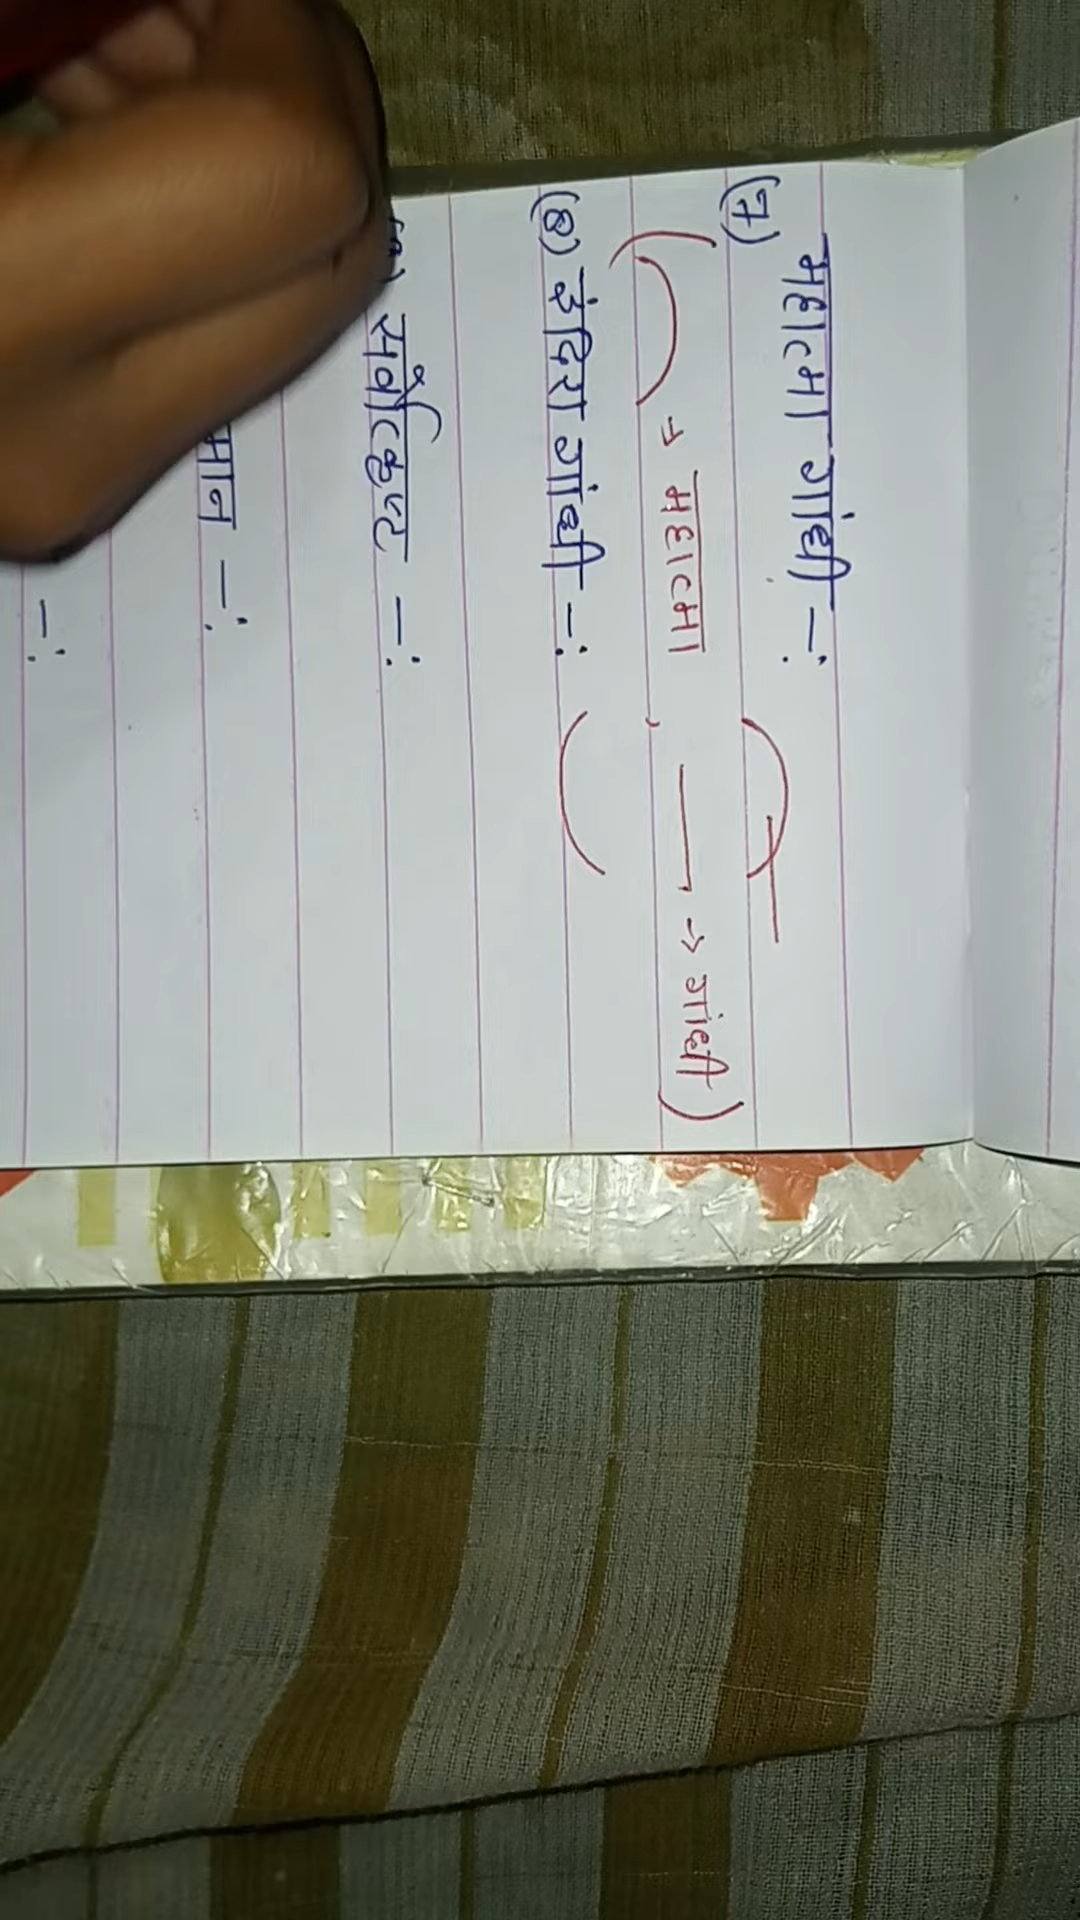 (7)
महात्मा गांधी -:
→ महात्मा → गांधी)
(8) इंदिरा गांधी -:
सर्वोत्कृष्ट -:
मान -:
-: